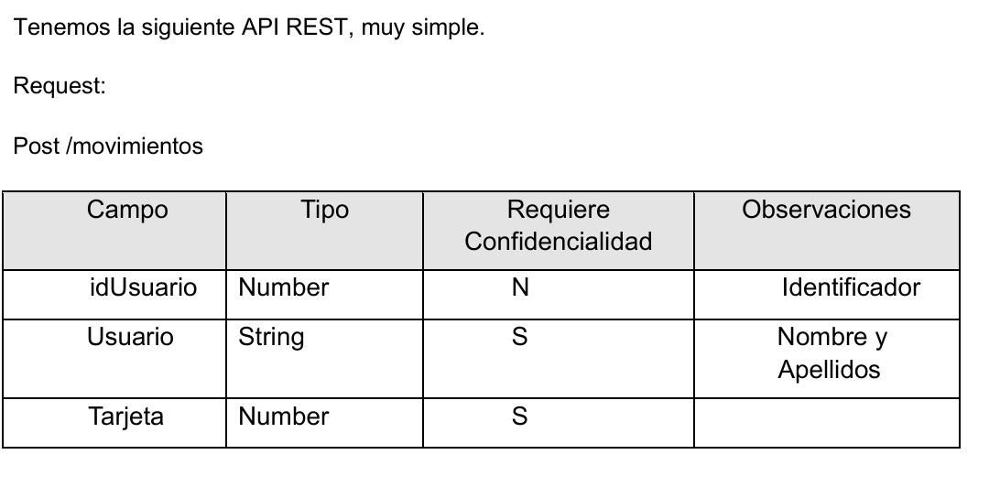 Tenemos la siguiente API REST, muy simple.
Request:
Post /movimientos
Campo Tipo Requiere Confidencialidad Observaciones
idUsuario Number N Identificador
Usuario String S Nombre y Apellidos
Tarjeta Number S